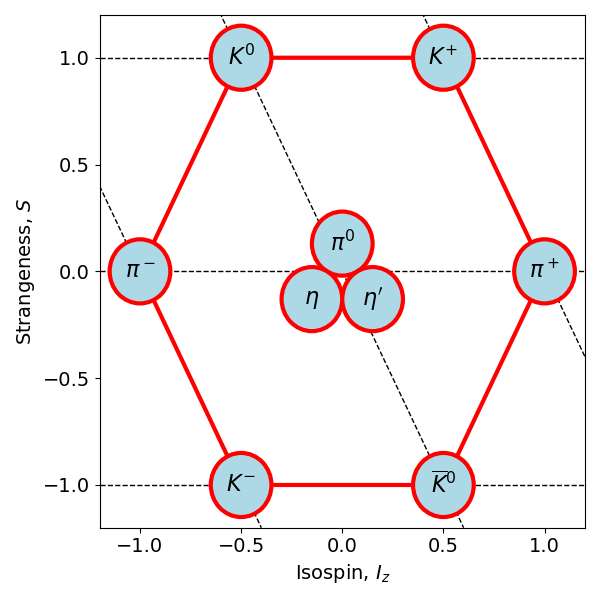 1.0
0.5
0.0
−0.5
−1.0
Strangeness, S
K⁰
K⁺
π⁻
π⁰
π⁺
η
η′
K⁻
K̅⁰
−1.0
−0.5
0.0
0.5
1.0
Isospin, I_z